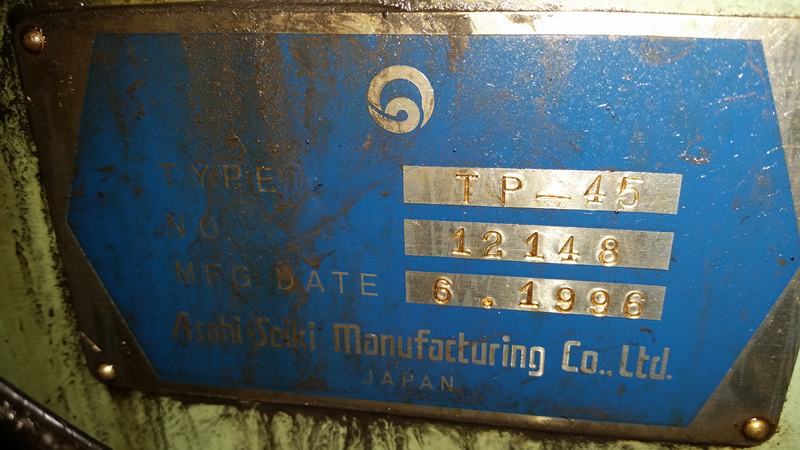 TYPE TP-45
NO. 12148
MFG DATE 6.1996
Asahi-Seiki Manufacturing Co., Ltd.
JAPAN